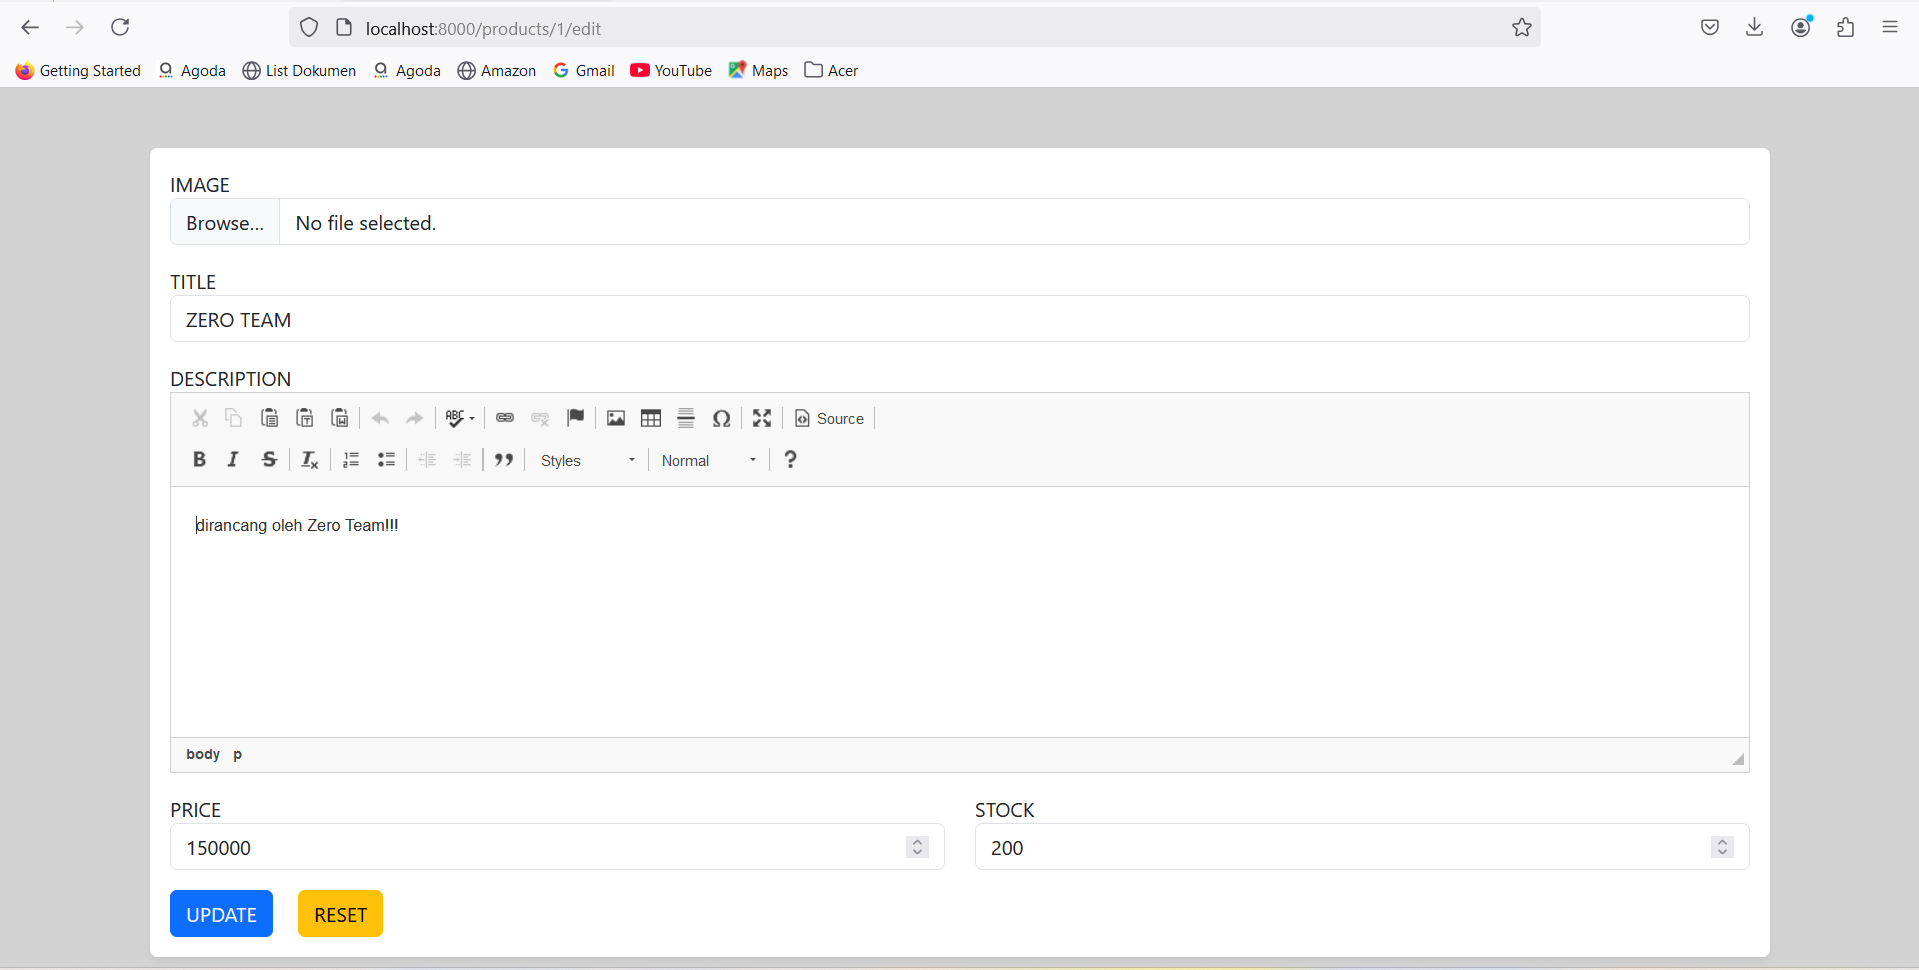 localhost:8000/products/1/edit
Getting Started Agoda List Dokumen Agoda Amazon Gmail YouTube Maps Acer
IMAGE
Browse... No file selected.
TITLE
ZERO TEAM
DESCRIPTION
ABC Ω Source
B I S Tx Styles Normal ?
dirancang oleh Zero Team!!!
body p
PRICE STOCK
150000 200
UPDATE RESET